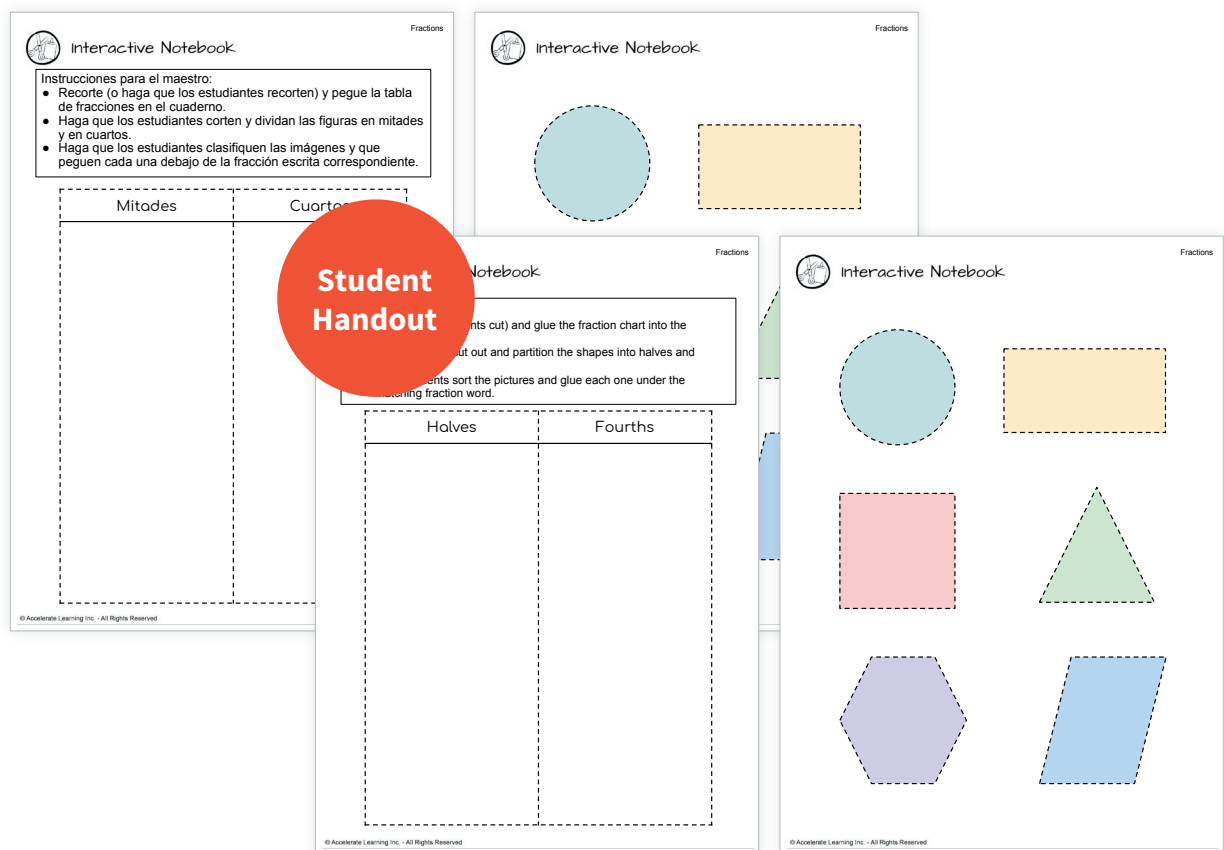 Fractions
Interactive Notebook
Instrucciones para el maestro:
● Recorte (o haga que los estudiantes recorten) y pegue la tabla
de fracciones en el cuaderno.
● Haga que los estudiantes corten y dividan las figuras en mitades
y en cuartos.
● Haga que los estudiantes clasifiquen las imágenes y que
peguen cada una debajo de la fracción escrita correspondiente.
Mitades
Cuartos
© Accelerate Learning Inc. - All Rights Reserved
Fractions
Interactive Notebook
Student
Handout
Fractions
Notebook
cut) and glue the fraction chart into the
cut out and partition the shapes into halves and
sort the pictures and glue each one under the
fraction word.
Halves
Fourths
© Accelerate Learning Inc. - All Rights Reserved
Fractions
Interactive Notebook
© Accelerate Learning Inc. - All Rights Reserved